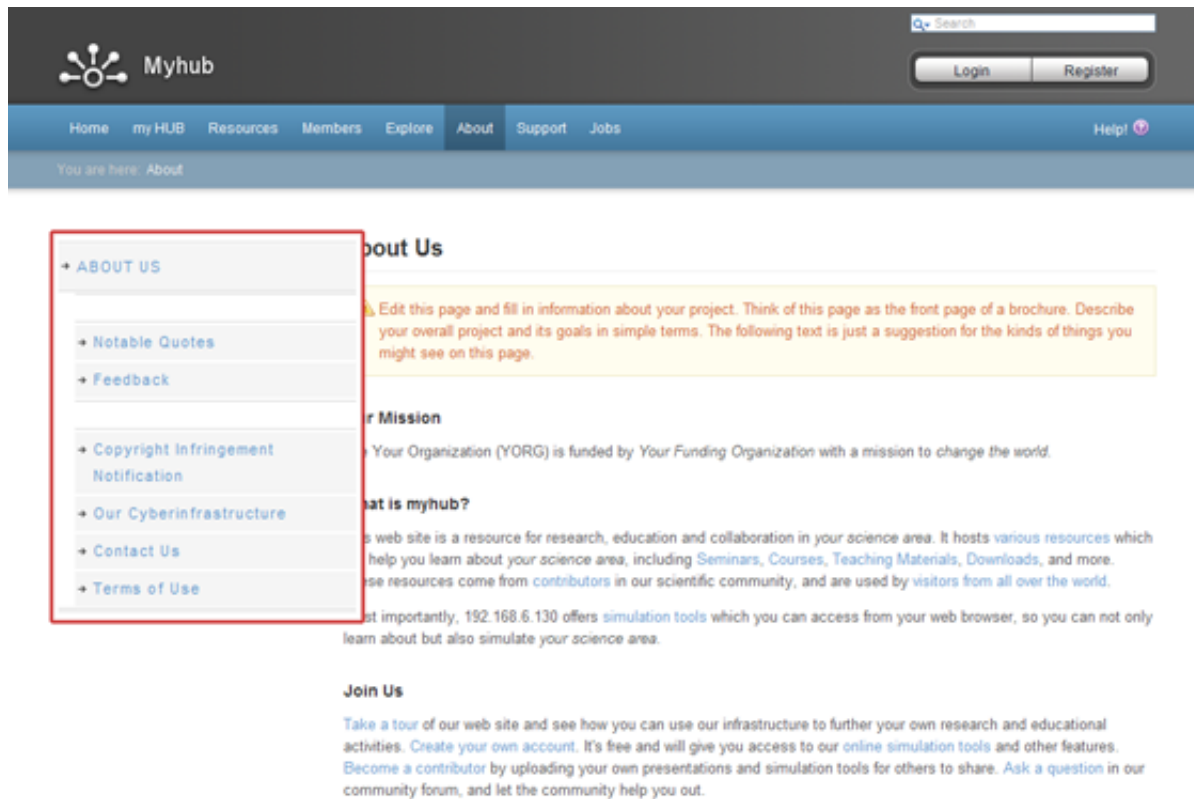 Search
Myhub
Login Register
Home my HUB Resources Members Explore About Support Jobs Help!
You are here: About
ABOUT US
Notable Quotes
Feedback
Copyright Infringement
Notification
Our Cyberinfrastructure
Contact Us
Terms of Use
bout Us
Edit this page and fill in information about your project. Think of this page as the front page of a brochure. Describe
your overall project and its goals in simple terms. The following text is just a suggestion for the kinds of things you
might see on this page.
r Mission
Your Organization (YORG) is funded by Your Funding Organization with a mission to change the world.
at is myhub?
s web site is a resource for research, education and collaboration in your science area. It hosts various resources which
help you learn about your science area, including Seminars, Courses, Teaching Materials, Downloads, and more.
se resources come from contributors in our scientific community, and are used by visitors from all over the world.
st importantly, 192.168.6.130 offers simulation tools which you can access from your web browser, so you can not only
learn about but also simulate your science area.
Join Us
Take a tour of our web site and see how you can use our infrastructure to further your own research and educational
activities. Create your own account. It's free and will give you access to our online simulation tools and other features.
Become a contributor by uploading your own presentations and simulation tools for others to share. Ask a question in our
community forum, and let the community help you out.